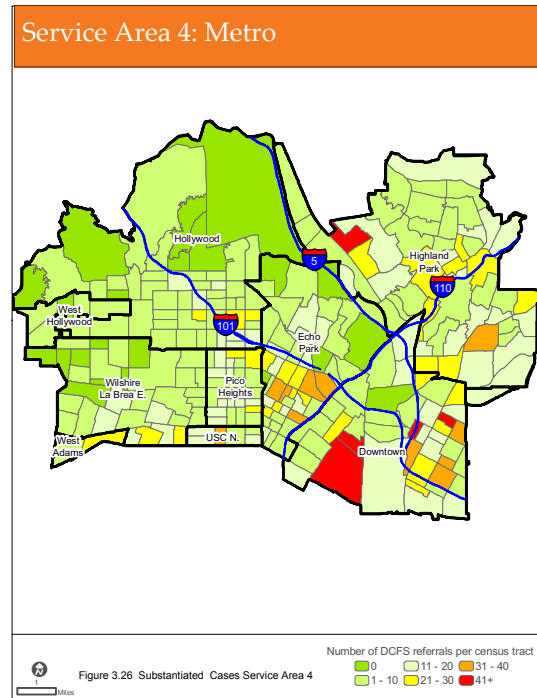 Service Area 4: Metro
Hollywood
5
Highland
Park
110
West
Hollywood
101
Echo
Park
Wilshire
La Brea E.
Pico
Heights
West
Adams
USC N.
Downtown
N
1
Miles
Figure 3.26 Substantiated Cases Service Area 4
Number of DCFS referrals per census tract
0
11 - 20
31 - 40
1 - 10
21 - 30
41+